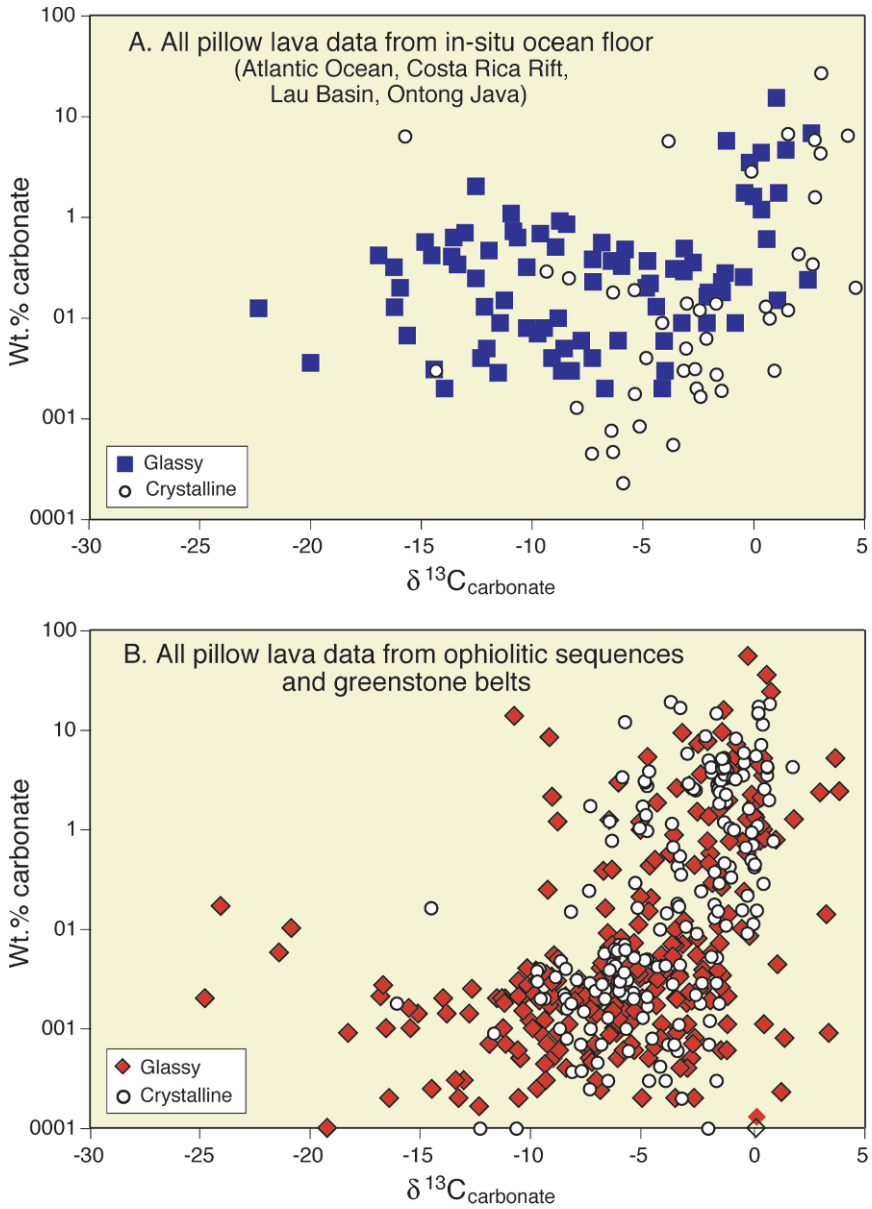 A. All pillow lava data from in-situ ocean floor
(Atlantic Ocean, Costa Rica Rift,
Lau Basin, Ontong Java)
Wt.% carbonate
100
10
1
01
001
0001
Glassy
Crystalline
-30 -25 -20 -15 -10 -5 0 5
δ 13Ccarbonate
B. All pillow lava data from ophiolitic sequences
and greenstone belts
Wt.% carbonate
100
10
1
01
001
0001
Glassy
Crystalline
-30 -25 -20 -15 -10 -5 0 5
δ 13Ccarbonate